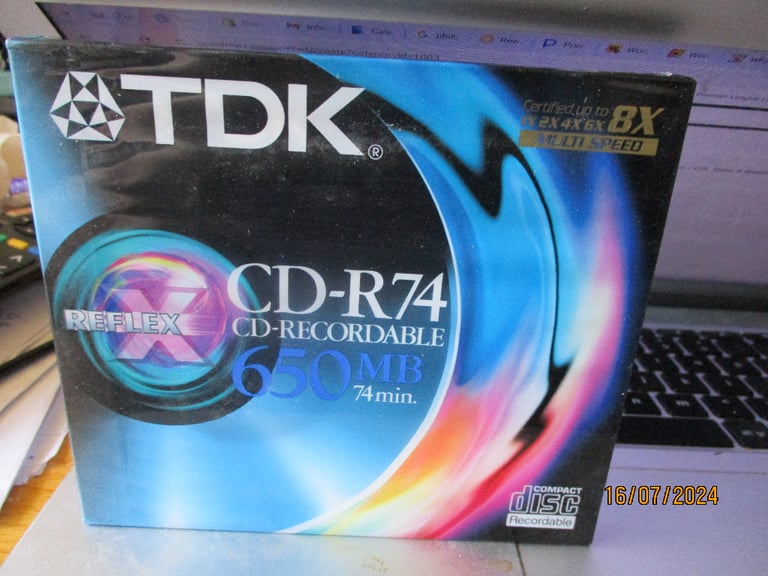 TDK®
Certified up to
1X 2X 4X 6X 8X
MULTI SPEED
REFLEX X
CD-R74
CD-RECORDABLE
650MB
74min.
COMPACT
disc
Recordable
16/07/2024